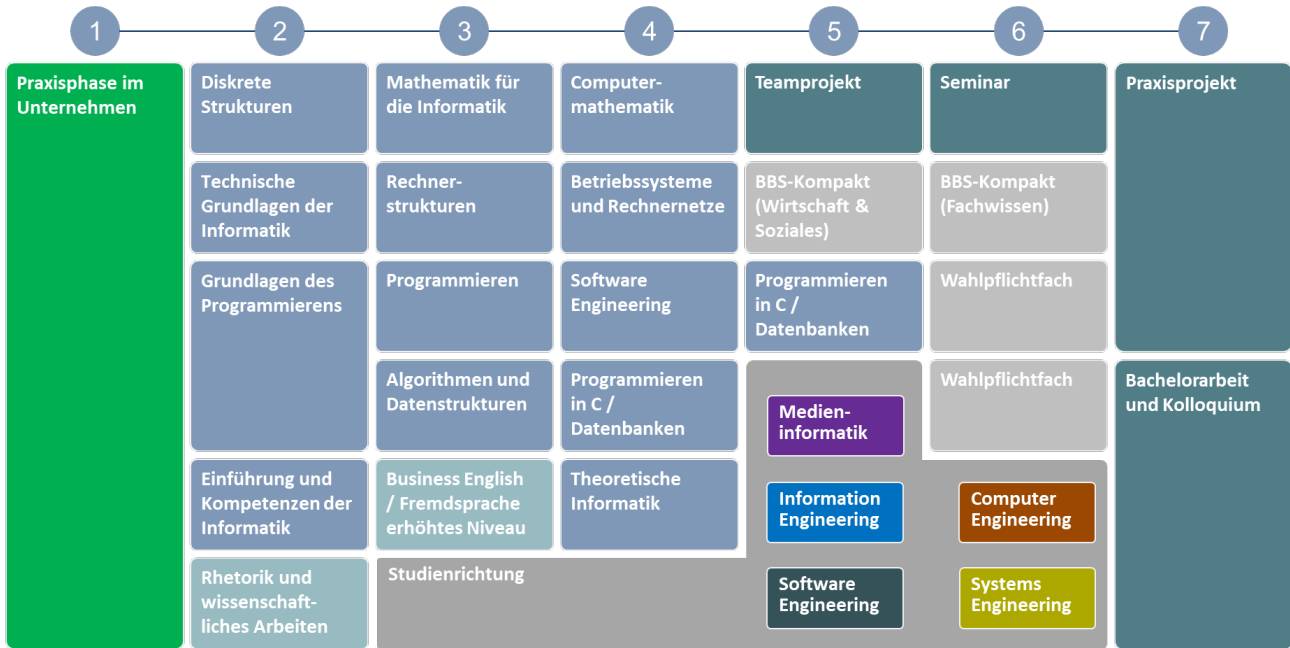 1
2
3
4
5
6
7
Praxisphase im
Unternehmen
Diskrete
Strukturen
Mathematik für
die Informatik
Computer-
mathematik
Teamprojekt
Seminar
Praxisprojekt
Technische
Grundlagen der
Informatik
Rechner-
strukturen
Betriebssysteme
und Rechnernetze
BBS-Kompakt
(Wirtschaft &
Soziales)
BBS-Kompakt
(Fachwissen)
Grundlagen des
Programmierens
Programmieren
Software
Engineering
Programmieren
in C /
Datenbanken
Wahlpflichtfach
Algorithmen und
Datenstrukturen
Programmieren
in C /
Datenbanken
Medien-
informatik
Wahlpflichtfach
Bachelorarbeit
und Kolloquium
Einführung und
Kompetenzen der
Informatik
Business English
/ Fremdsprache
erhöhtes Niveau
Theoretische
Informatik
Information
Engineering
Computer
Engineering
Rhetorik und
wissenschaft-
liches Arbeiten
Studienrichtung
Software
Engineering
Systems
Engineering